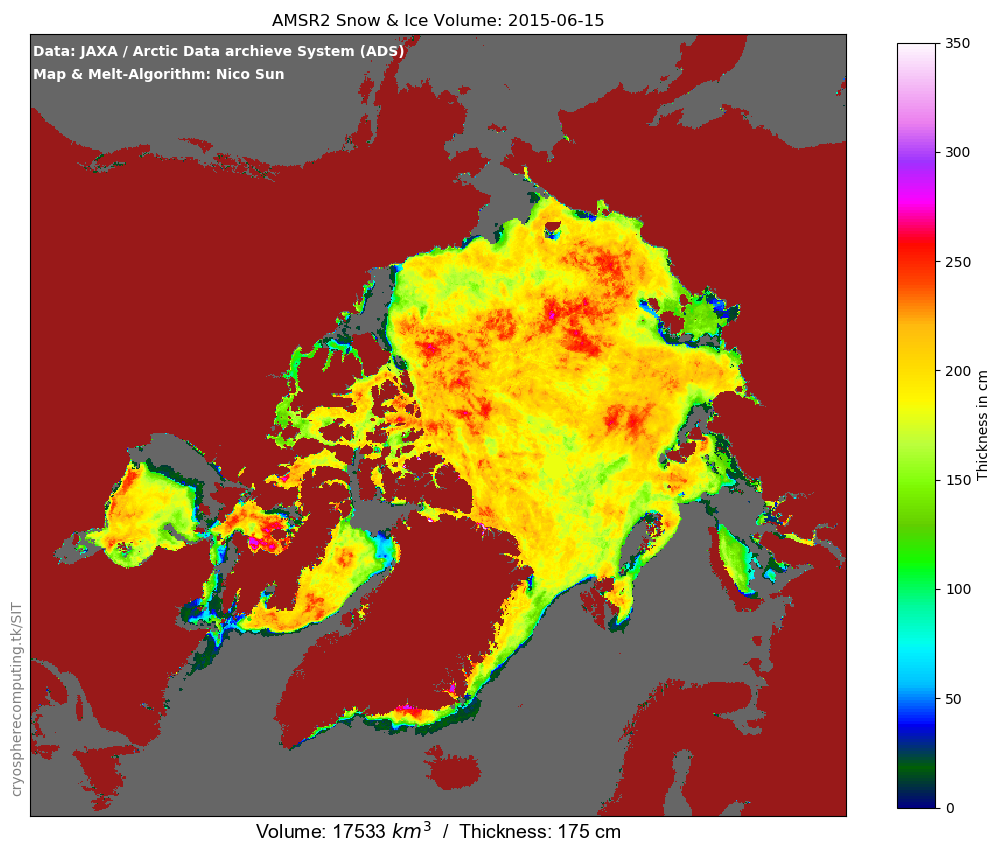 AMSR2 Snow & Ice Volume: 2015-06-15
Data: JAXA / Arctic Data archieve System (ADS)
Map & Melt-Algorithm: Nico Sun
350
300
250
200
150
100
50
0
Thickness in cm
cryospherecomputing.tk/SIT
Volume: 17533 km³ / Thickness: 175 cm